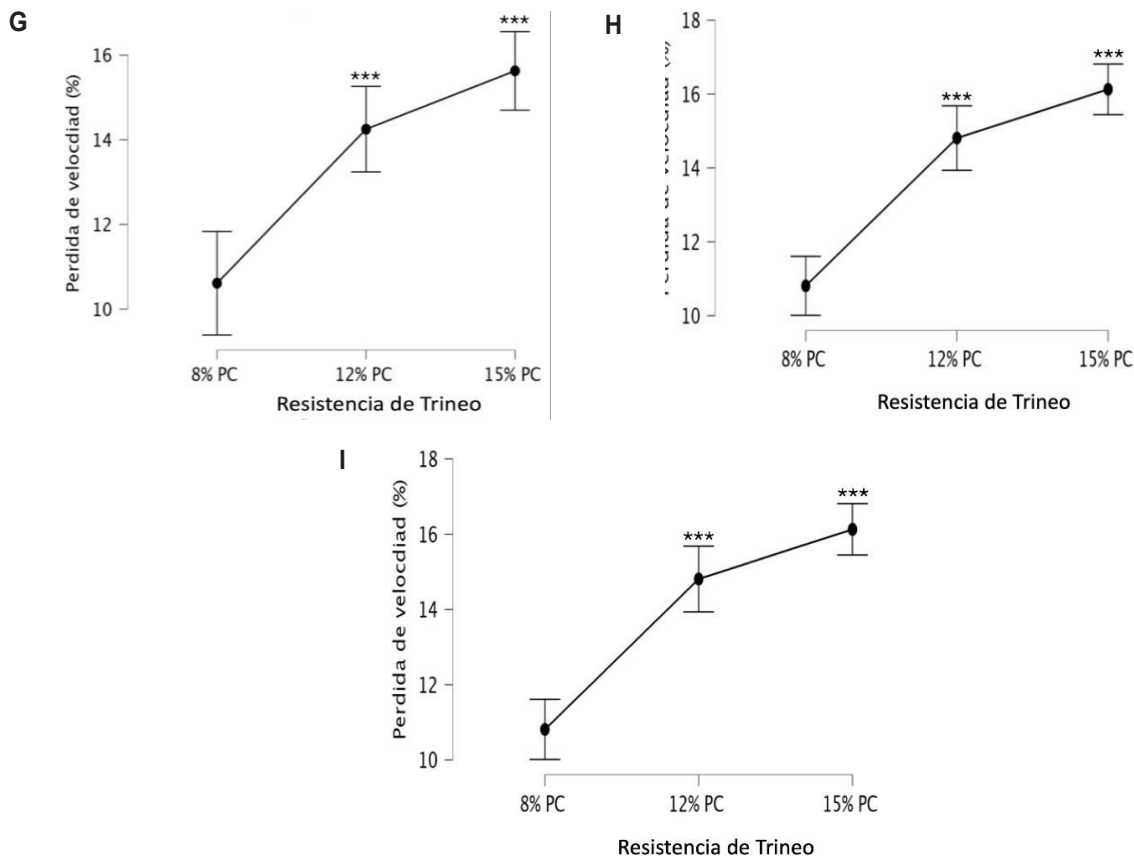 G
Perdida de velocdiad (%)
16
14
12
10
***
***
8% PC 12% PC 15% PC
Resistencia de Trineo
H
de velocdiad (%)
18
16
14
12
10
***
***
8% PC 12% PC 15% PC
Resistencia de Trineo
I
Perdida de velocdiad (%)
18
16
14
12
10
***
***
8% PC 12% PC 15% PC
Resistencia de Trineo